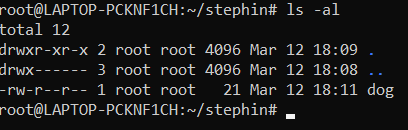 root@LAPTOP-PCKNF1CH:~/stephin# ls -al
total 12
drwxr-xr-x 2 root root 4096 Mar 12 18:09 .
drwx------ 3 root root 4096 Mar 12 18:08 ..
-rw-r--r-- 1 root root   21 Mar 12 18:11 dog
root@LAPTOP-PCKNF1CH:~/stephin#